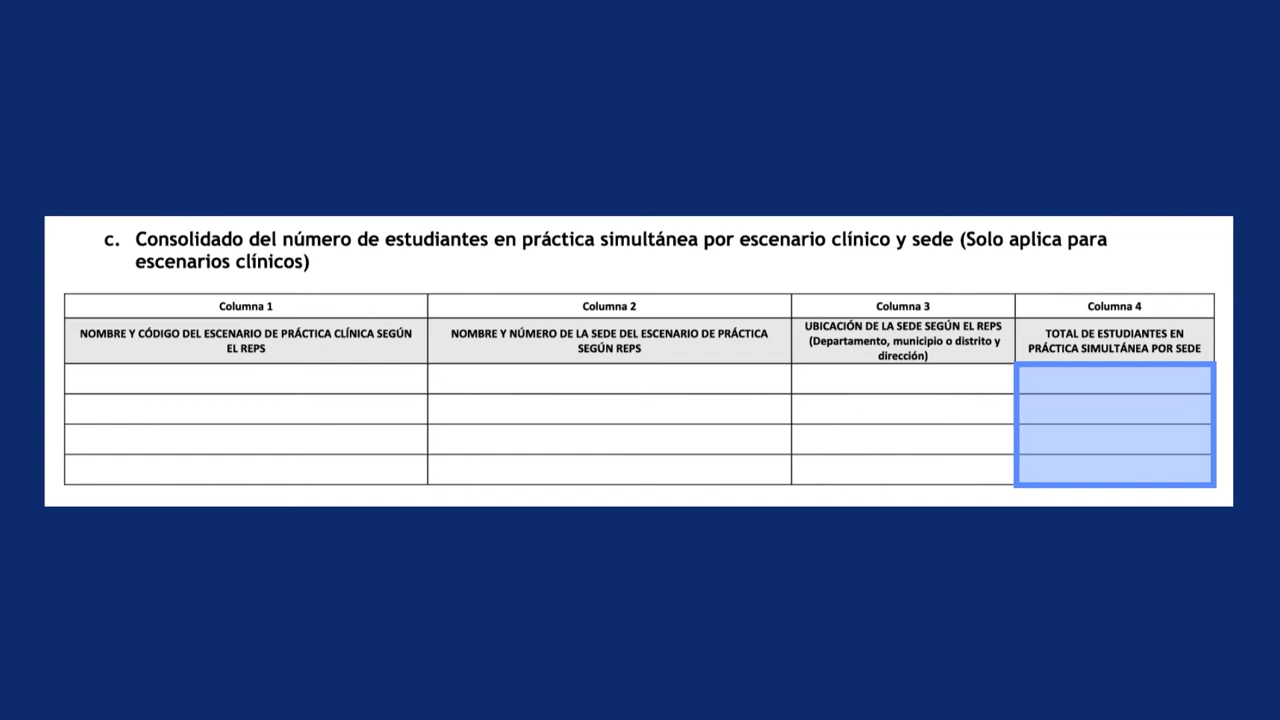 c. Consolidado del número de estudiantes en práctica simultánea por escenario clínico y sede (Solo aplica para
escenarios clínicos)
Columna 1
Columna 2
Columna 3
Columna 4
NOMBRE Y CÓDIGO DEL ESCENARIO DE PRÁCTICA CLÍNICA SEGÚN
EL REPS
NOMBRE Y NÚMERO DE LA SEDE DEL ESCENARIO DE PRÁCTICA
SEGÚN REPS
UBICACIÓN DE LA SEDE SEGÚN EL REPS
(Departamento, municipio o distrito y
dirección)
TOTAL DE ESTUDIANTES EN
PRÁCTICA SIMULTÁNEA POR SEDE